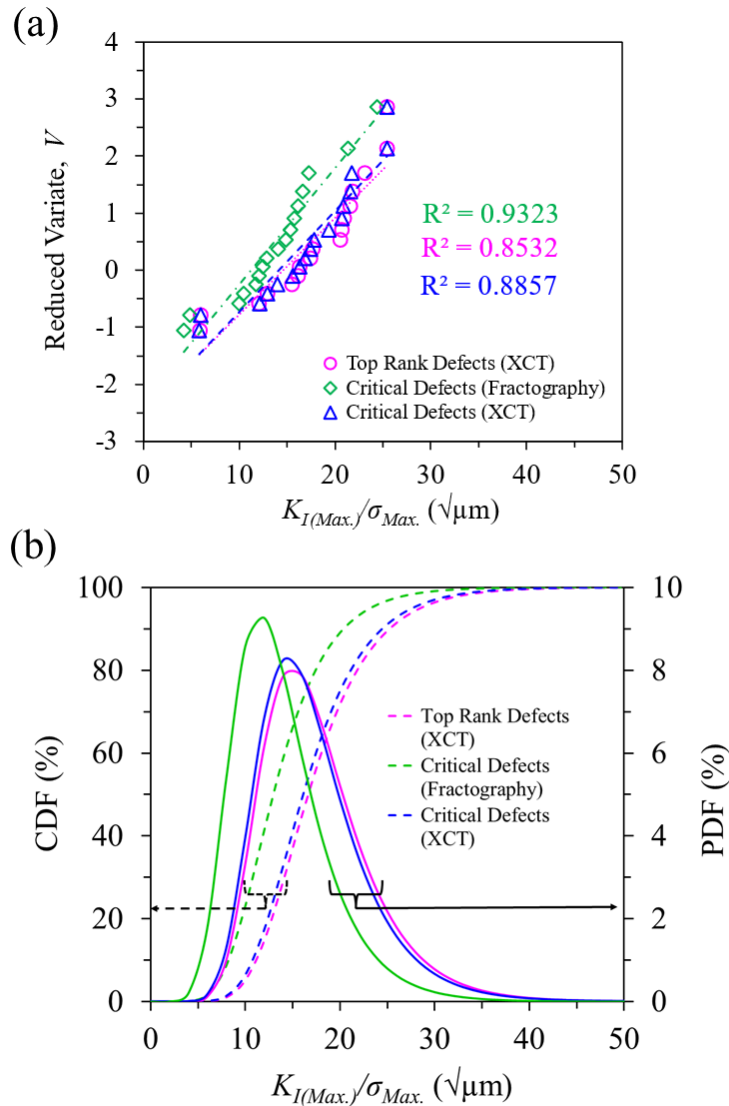 (a)
4
3
2
1
0
-1
-2
-3
Reduced Variate, V
R² = 0.9323
R² = 0.8532
R² = 0.8857
Top Rank Defects (XCT)
Critical Defects (Fractography)
Critical Defects (XCT)
0 10 20 30 40 50
K_I(Max.)/σ_Max. (√μm)
(b)
100
80
60
40
20
0
CDF (%)
10
8
6
4
2
0
PDF (%)
Top Rank Defects
(XCT)
Critical Defects
(Fractography)
Critical Defects
(XCT)
0 10 20 30 40 50
K_I(Max.)/σ_Max. (√μm)